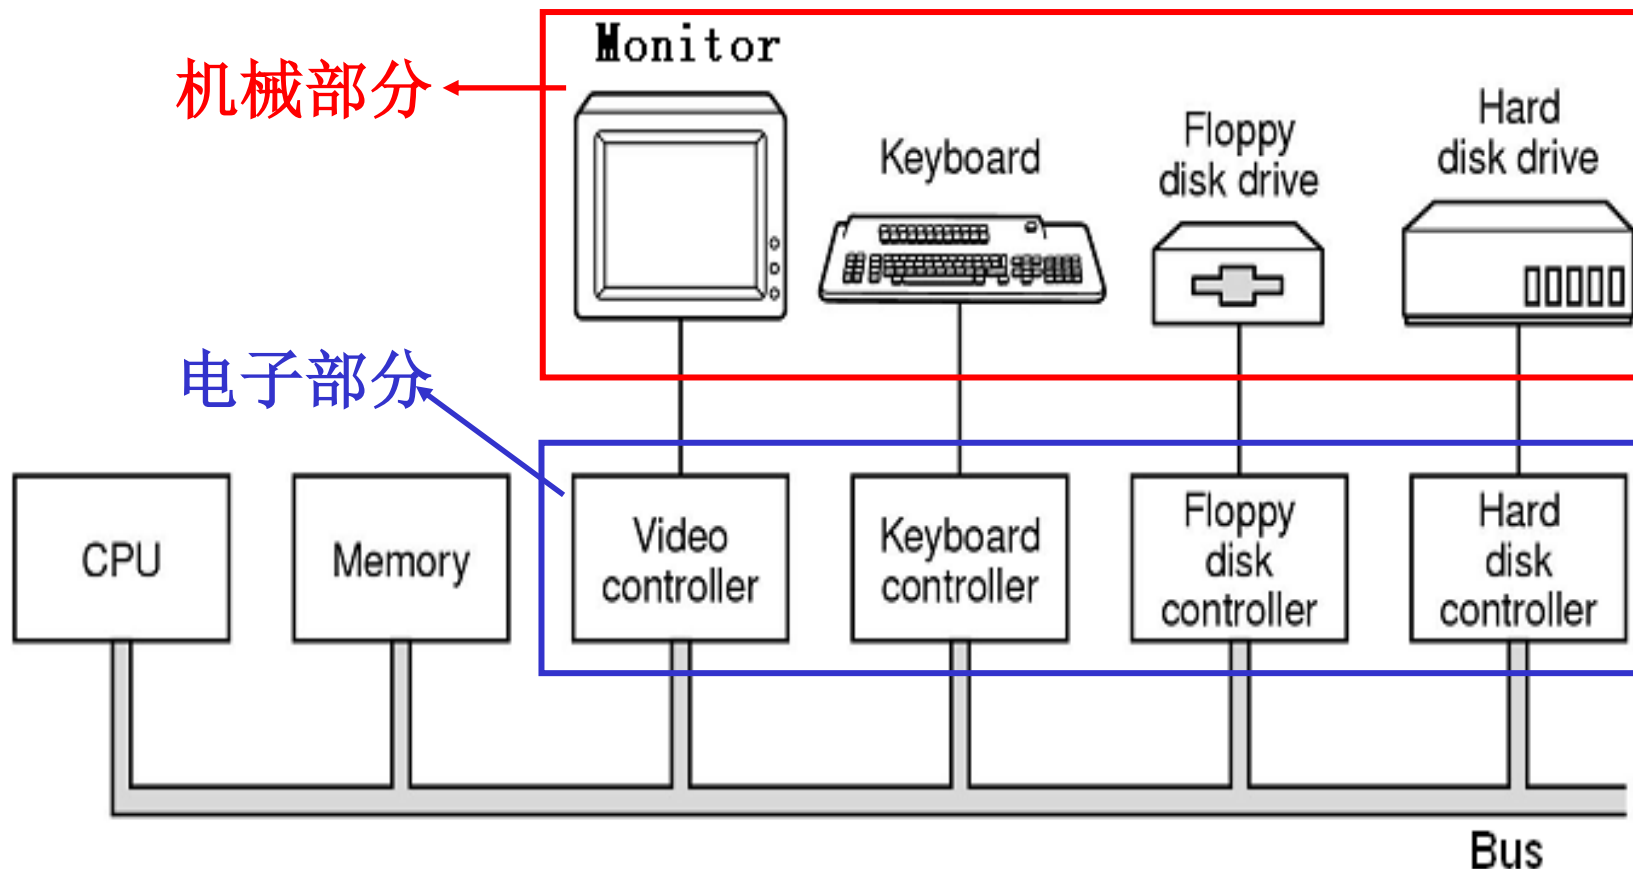 Monitor
机械部分
Keyboard
Floppy
disk drive
Hard
disk drive
电子部分
CPU
Memory
Video
controller
Keyboard
controller
Floppy
disk
controller
Hard
disk
controller
Bus